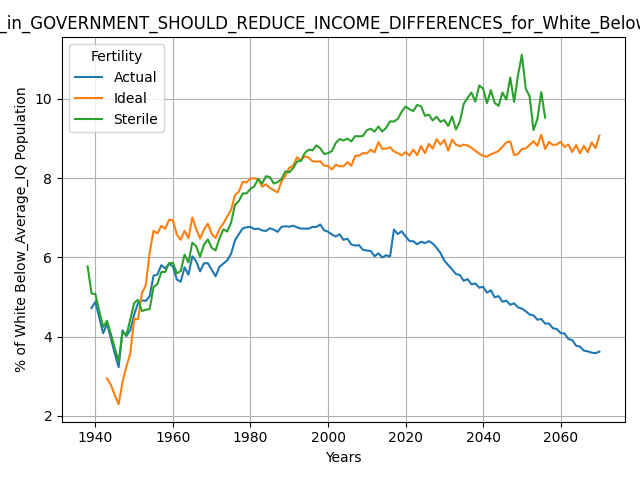 _in_GOVERNMENT_SHOULD_REDUCE_INCOME_DIFFERENCES_for_White_Below
Fertility
Actual
Ideal
Sterile
% of White Below_Average_IQ Population
10
8
6
4
2
1940 1960 1980 2000 2020 2040 2060
Years